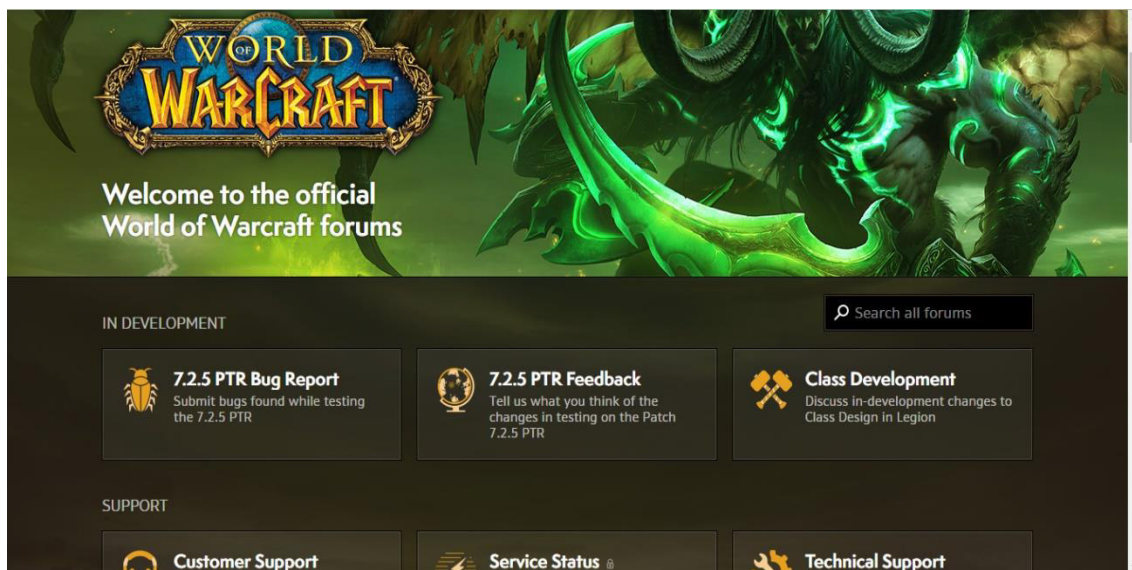 WORLD
OF
WARCRAFT
Welcome to the official
World of Warcraft forums
Search all forums
IN DEVELOPMENT
7.2.5 PTR Bug Report
Submit bugs found while testing
the 7.2.5 PTR
7.2.5 PTR Feedback
Tell us what you think of the
changes in testing on the Patch
7.2.5 PTR
Class Development
Discuss in-development changes to
Class Design in Legion
SUPPORT
Customer Support
Service Status
Technical Support